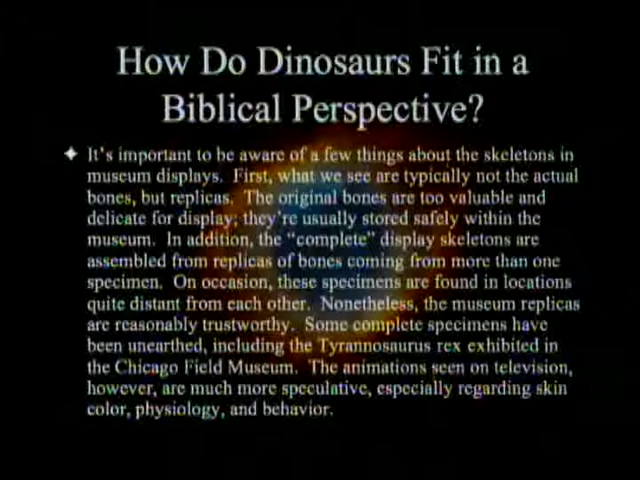 How Do Dinosaurs Fit in a
Biblical Perspective?
It's important to be aware of a few things about the skeletons in
museum displays. First, what we see are typically not the actual
bones, but replicas. The original bones are too valuable and
delicate for display; they're usually stored safely within the
museum. In addition, the “complete” display skeletons are
assembled from replicas of bones coming from more than one
specimen. On occasion, these specimens are found in locations
quite distant from each other. Nonetheless, the museum replicas
are reasonably trustworthy. Some complete specimens have
been unearthed, including the Tyrannosaurus rex exhibited in
the Chicago Field Museum. The animations seen on television,
however, are much more speculative, especially regarding skin
color, physiology, and behavior.